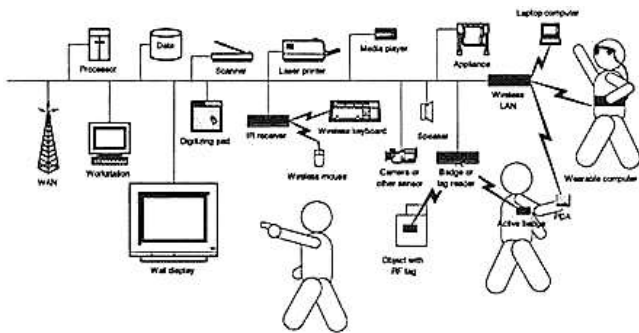 Laptop computer
Data
Media player
Processor
Scanner
Laser printer
Appliance
Wireless
LAN
Digitizing pad
IR receiver
Wireless keyboard
Speaker
WAN
Workstation
Wireless mouse
Camera or
other sensor
Badge or
tag reader
Wearable computer
PDA
Active badge
Wall display
Object with
RF tag